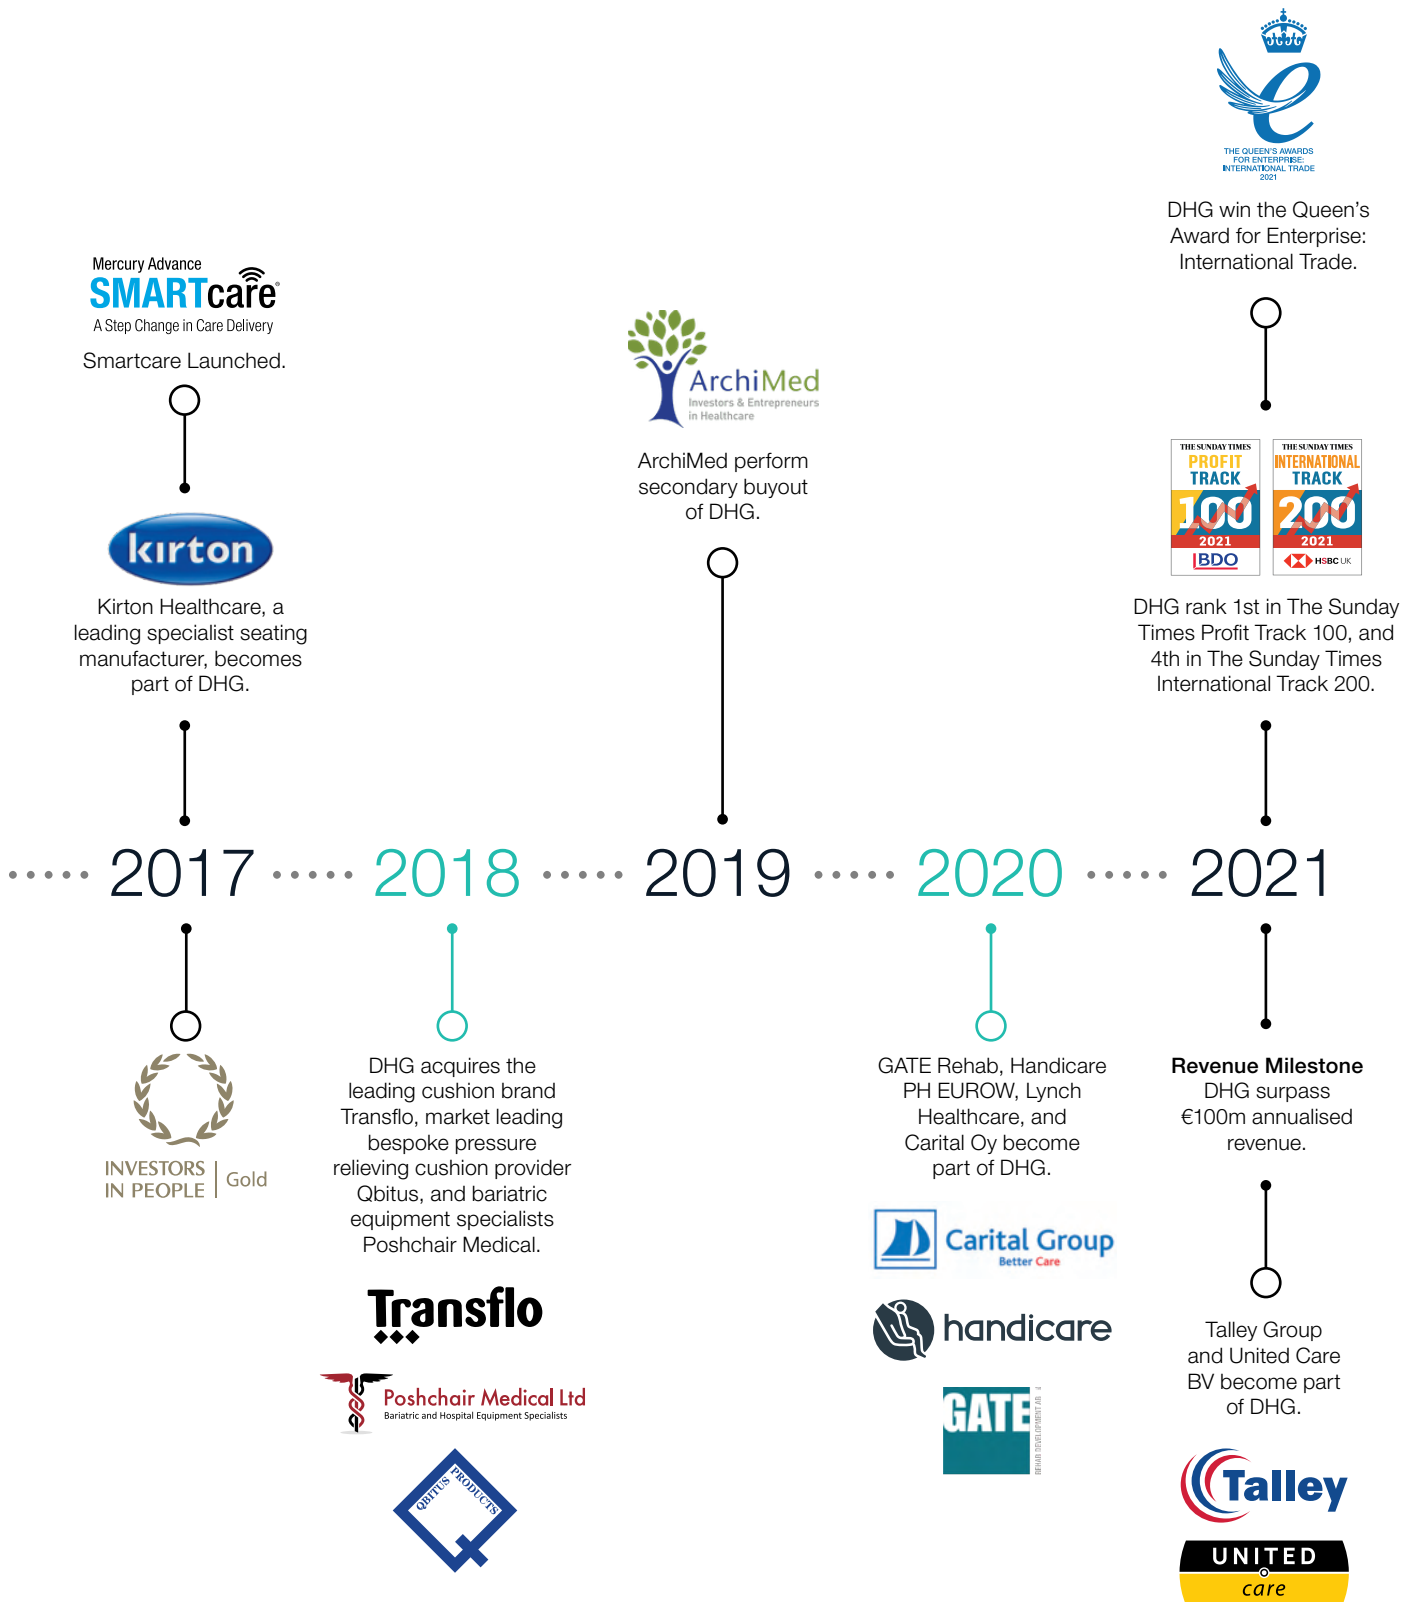 Mercury Advance
SMARTcare
A Step Change in Care Delivery
Smartcare Launched.
kirton
Kirton Healthcare, a
leading specialist seating
manufacturer, becomes
part of DHG.
ArchiMed
Investors & Entrepreneurs
in Healthcare
ArchiMed perform
secondary buyout
of DHG.
THE QUEEN'S AWARDS
FOR ENTERPRISE:
INTERNATIONAL TRADE
2021
DHG win the Queen's
Award for Enterprise:
International Trade.
THE SUNDAY TIMES
PROFIT
TRACK
100
2021
BDO
THE SUNDAY TIMES
INTERNATIONAL
TRACK
200
2021
HSBC UK
DHG rank 1st in The Sunday
Times Profit Track 100, and
4th in The Sunday Times
International Track 200.
2017
2018
2019
2020
2021
INVESTORS
IN PEOPLE
Gold
DHG acquires the
leading cushion brand
Transflo, market leading
bespoke pressure
relieving cushion provider
Qbitus, and bariatric
equipment specialists
Poshchair Medical.
Transflo
Poshchair Medical Ltd
Bariatric and Hospital Equipment Specialists
QBITUS PRODUCTS
GATE Rehab, Handicare
PH EUROW, Lynch
Healthcare, and
Carital Oy become
part of DHG.
Carital Group
Better Care
handicare
GATE
REHAB DEVELOPMENT AB
Revenue Milestone
DHG surpass
€100m annualised
revenue.
Talley Group
and United Care
BV become part
of DHG.
Talley
UNITED
care